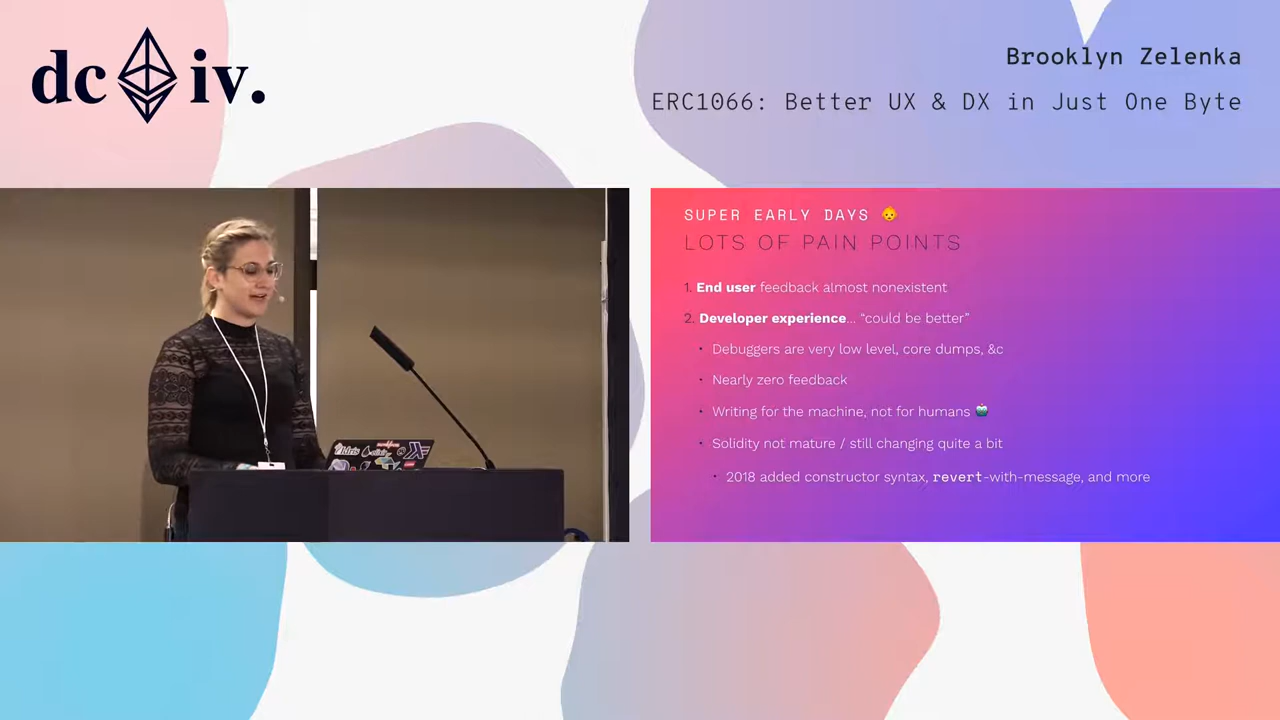 dc iv.
Brooklyn Zelenka
ERC1066: Better UX & DX in Just One Byte
SUPER EARLY DAYS 👶
LOTS OF PAIN POINTS
1. End user feedback almost nonexistent
2. Developer experience... “could be better”
• Debuggers are very low level, core dumps, &c
• Nearly zero feedback
• Writing for the machine, not for humans 🤖
• Solidity not mature / still changing quite a bit
• 2018 added constructor syntax, revert-with-message, and more